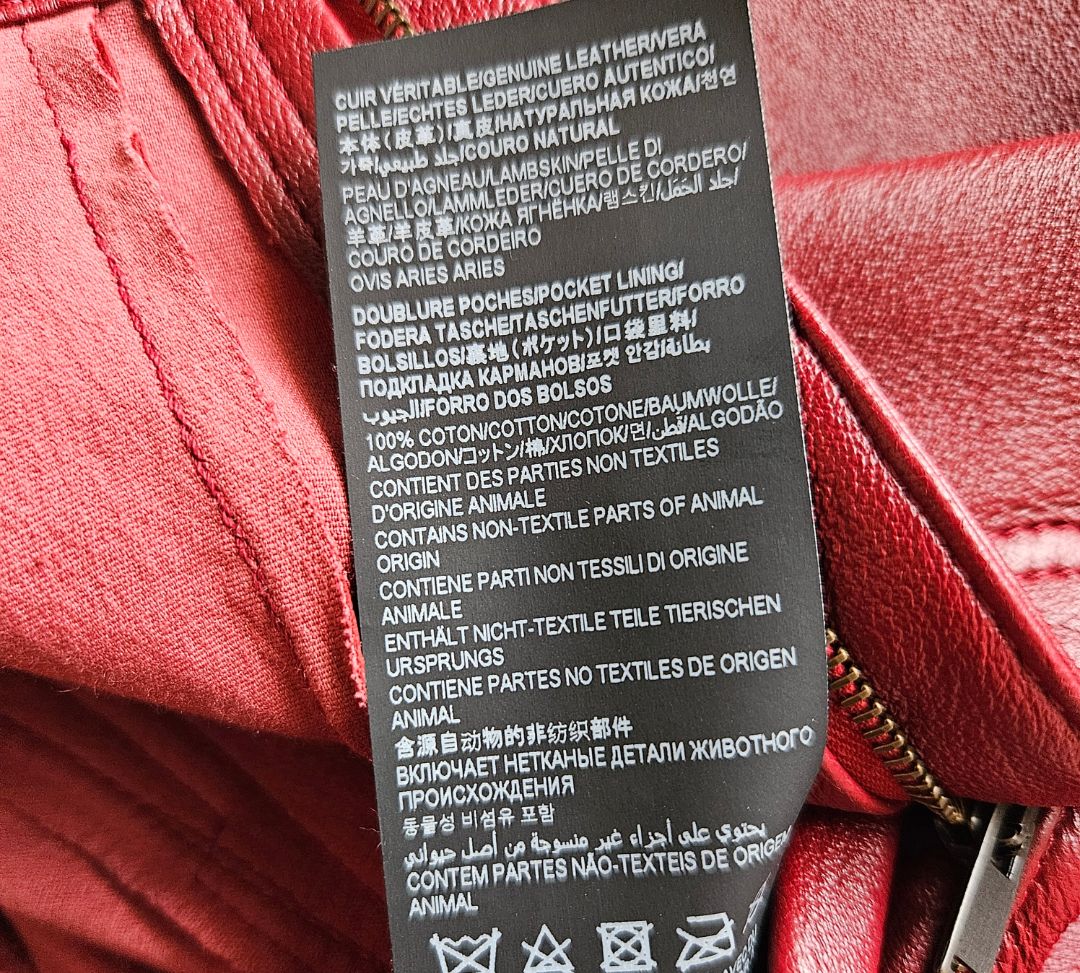 CUIR VÉRITABLE/GENUINE LEATHER/VERA
PELLE/ECHTES LEDER/CUERO AUTENTICO/
本体(皮革)/真皮/НАТУРАЛЬНАЯ КОЖА/천연
가죽/جلد طبيعي/COURO NATURAL
PEAU D'AGNEAU/LAMBSKIN/PELLE DI
AGNELLO/LAMMLEDER/CUERO DE CORDERO/
羊革/羊皮革/КОЖА ЯГНЁНКА/램스킨/جلد الحَمَل/
COURO DE CORDEIRO
OVIS ARIES ARIES
DOUBLURE POCHES/POCKET LINING/
FODERA TASCHE/TASCHENFUTTER/FORRO
BOLSILLOS/裏地(ポケット)/口袋里料/
ПОДКЛАДКА КАРМАНОВ/포켓 안감/بطانة
الجيوب/FORRO DOS BOLSOS
100% COTON/COTTON/COTONE/BAUMWOLLE/
ALGODON/コットン/棉/ХЛОПОК/면/قطن/ALGODÃO
CONTIENT DES PARTIES NON TEXTILES
D'ORIGINE ANIMALE
CONTAINS NON-TEXTILE PARTS OF ANIMAL
ORIGIN
CONTIENE PARTI NON TESSILI DI ORIGINE
ANIMALE
ENTHÄLT NICHT-TEXTILE TEILE TIERISCHEN
URSPRUNGS
CONTIENE PARTES NO TEXTILES DE ORIGEN
ANIMAL
含源自动物的非纺织部件
ВКЛЮЧАЕТ НЕТКАНЫЕ ДЕТАЛИ ЖИВОТНОГО
ПРОИСХОЖДЕНИЯ
동물성 비섬유 포함
يحتوي على أجزاء غير منسوجة من أصل حيواني
CONTÉM PARTES NÃO-TEXTEIS DE ORIGEM
ANIMAL